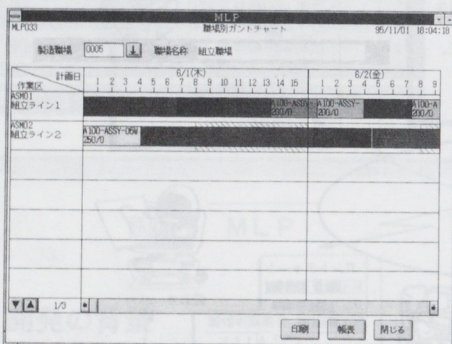 MLP
MLP033 職場別ガントチャート 95/11/01 18:04:18
製造職場 0005 職場名称 組立職場
計画日 6/1(木) 6/2(金)
作業区 1 2 3 4 5 6 7 8 9 10 11 12 13 14 15 1 2 3 4 5 6 7 8 9
ASM01 A100-ASSY- A100-ASSY- A100-A
組立ライン1 200/0 200/0 200/0
ASM02 A100-ASSY-06W
組立ライン2 250/0
1/3
印刷 帳表 閉じる
MLP